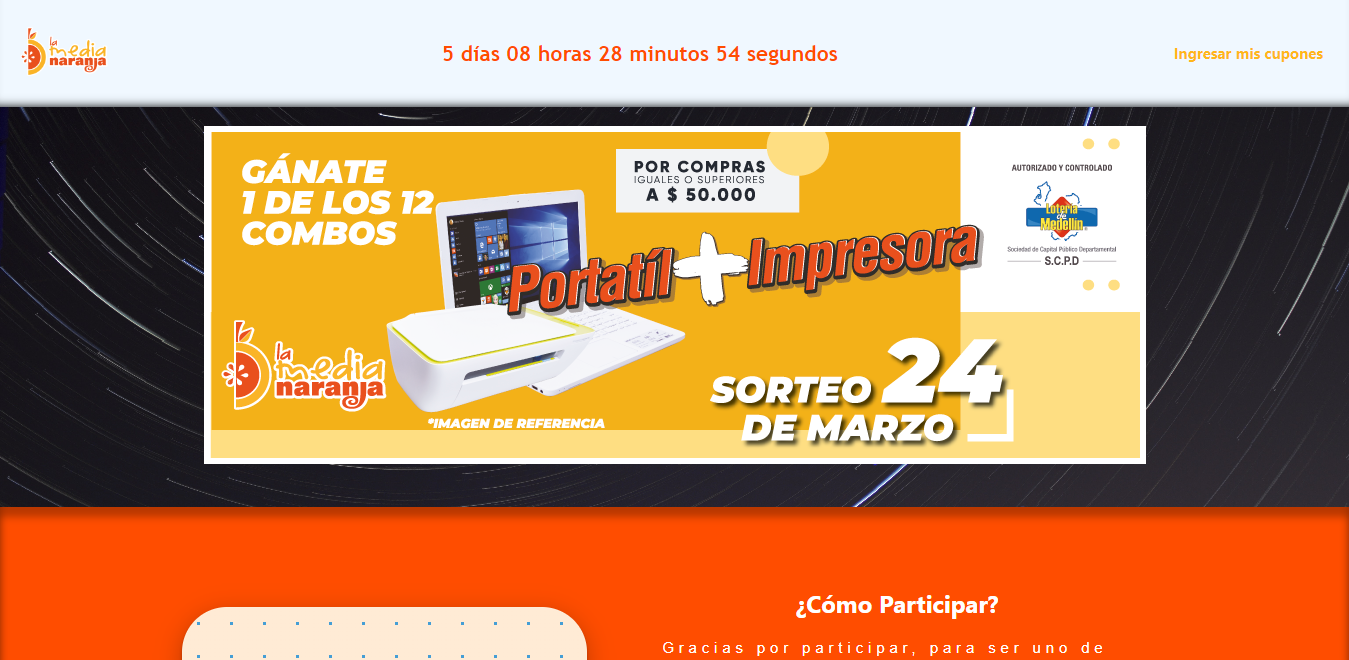 la
media
naranja
5 días 08 horas 28 minutos 54 segundos
Ingresar mis cupones
GÁNATE
1 DE LOS 12
COMBOS
POR COMPRAS
IGUALES O SUPERIORES
A $ 50.000
AUTORIZADO Y CONTROLADO
Lotería
de
Medellín
Sociedad de Capital Público Departamental
S.C.P.D
Portatíl + Impresora
la
media
naranja
SORTEO 24
DE MARZO
*IMAGEN DE REFERENCIA
¿Cómo Participar?
Gracias por participar, para ser uno de